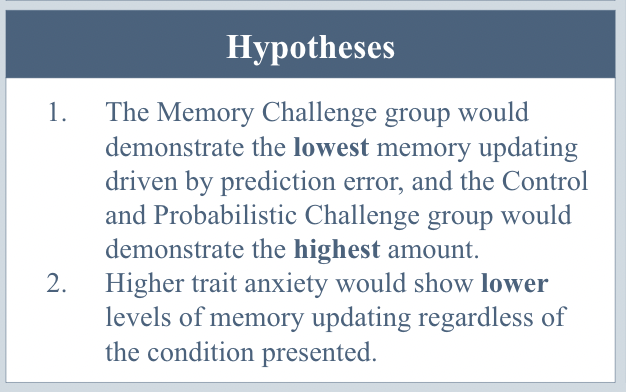 Hypotheses
1. The Memory Challenge group would
demonstrate the lowest memory updating
driven by prediction error, and the Control
and Probabilistic Challenge group would
demonstrate the highest amount.
2. Higher trait anxiety would show lower
levels of memory updating regardless of
the condition presented.